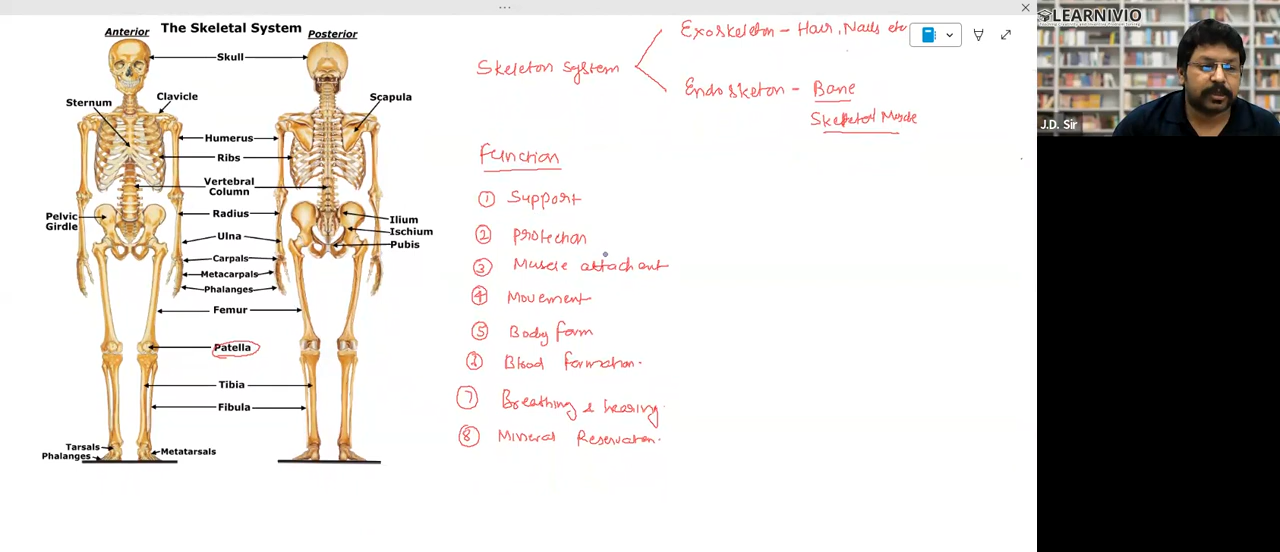 The Skeletal System
Anterior
Posterior
Skull
Sternum
Clavicle
Scapula
Humerus
Ribs
Vertebral
Column
Pelvic
Girdle
Radius
Ilium
Ulna
Ischium
Pubis
Carpals
Metacarpals
Phalanges
Femur
Patella
Tibia
Fibula
Tarsals
Phalanges
Metatarsals
Skeleton System
Exoskeleton - Hair, Nails etc
Endoskeleton - Bone
Skeletal Muscle
Function
① Support
② Protection
③ Muscle attachent
④ Movement
⑤ Body form
Blood formation.
⑦ Breathing & hearing.
⑧ Mineral Reservation.
LEARNIVIO
J.D. Sir